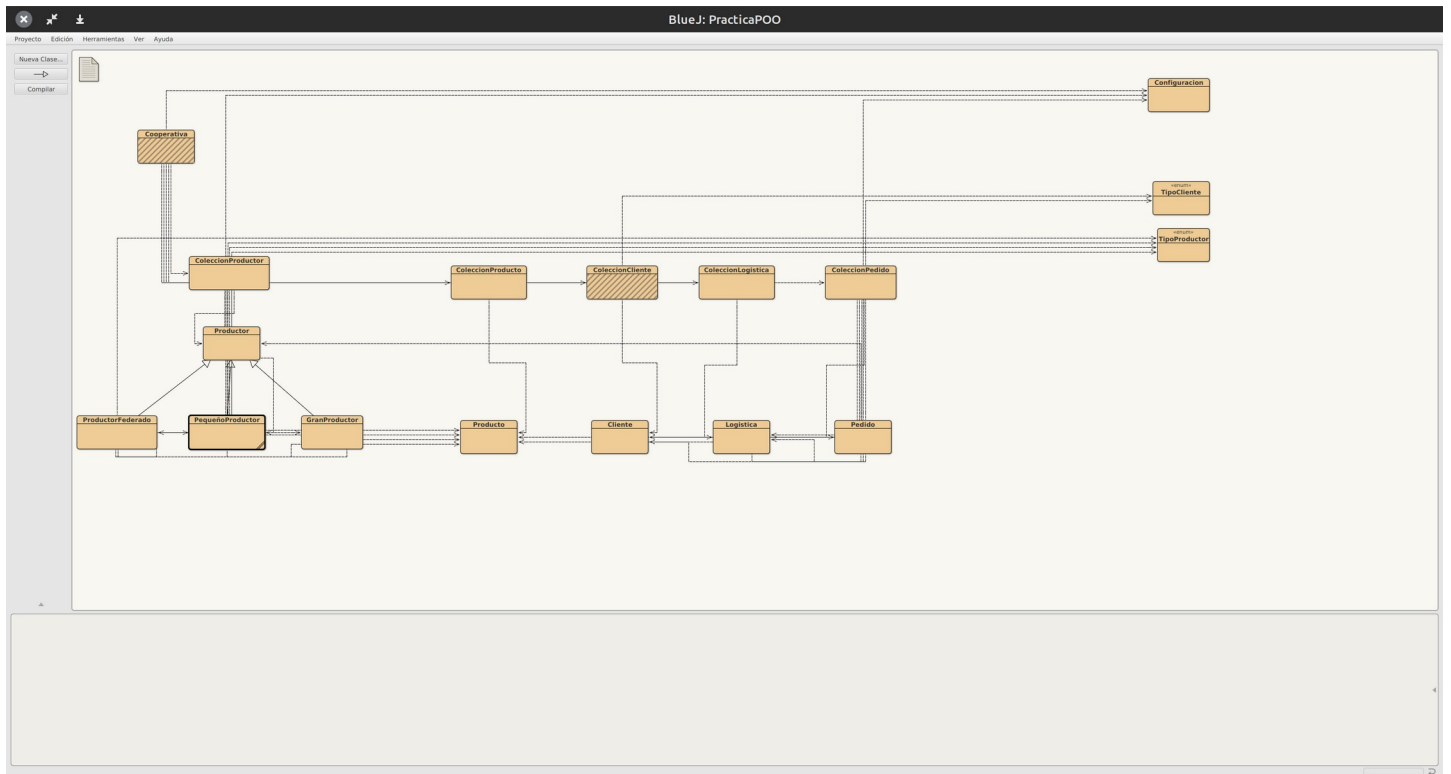 BlueJ: PracticaPOO
Proyecto Edición Herramientas Ver Ayuda
Nueva Clase...
Compilar
Configuracion
Cooperativa
«enum»
TipoCliente
«enum»
TipoProductor
ColeccionProductor
ColeccionProducto
ColeccionCliente
ColeccionLogistica
ColeccionPedido
Productor
ProductorFederado
PequeñoProductor
GranProductor
Producto
Cliente
Logistica
Pedido